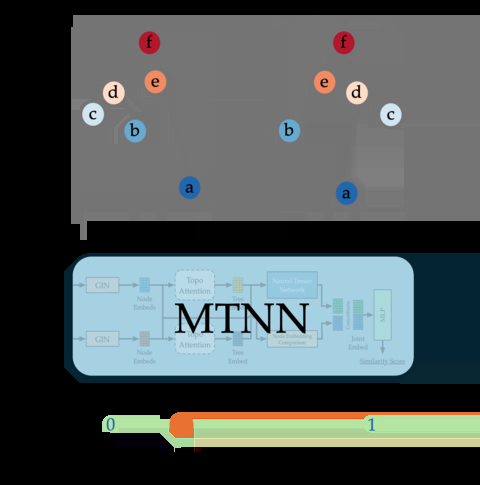 f f
e e
d d
c c
b b
a a
GIN Node Embeds Topo Attention Tree Neural Tensor Network
MTNN
GIN Node Embeds Topo Attention Tree Embed Node Embedding Comparison Joint Embed MLP
Similarity Score
0 1